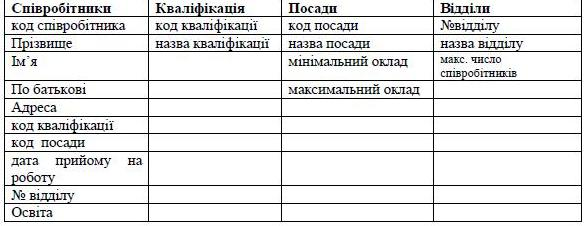 Співробітники Кваліфікація Посади Відділи
код співробітника код кваліфікації код посади №відділу
Прізвище назва кваліфікації назва посади назва відділу
Ім`я мінімальний оклад макс. число
співробітників
По батькові максимальний оклад
Адреса
код кваліфікації
код посади
дата прийому на
роботу
№ відділу
Освіта